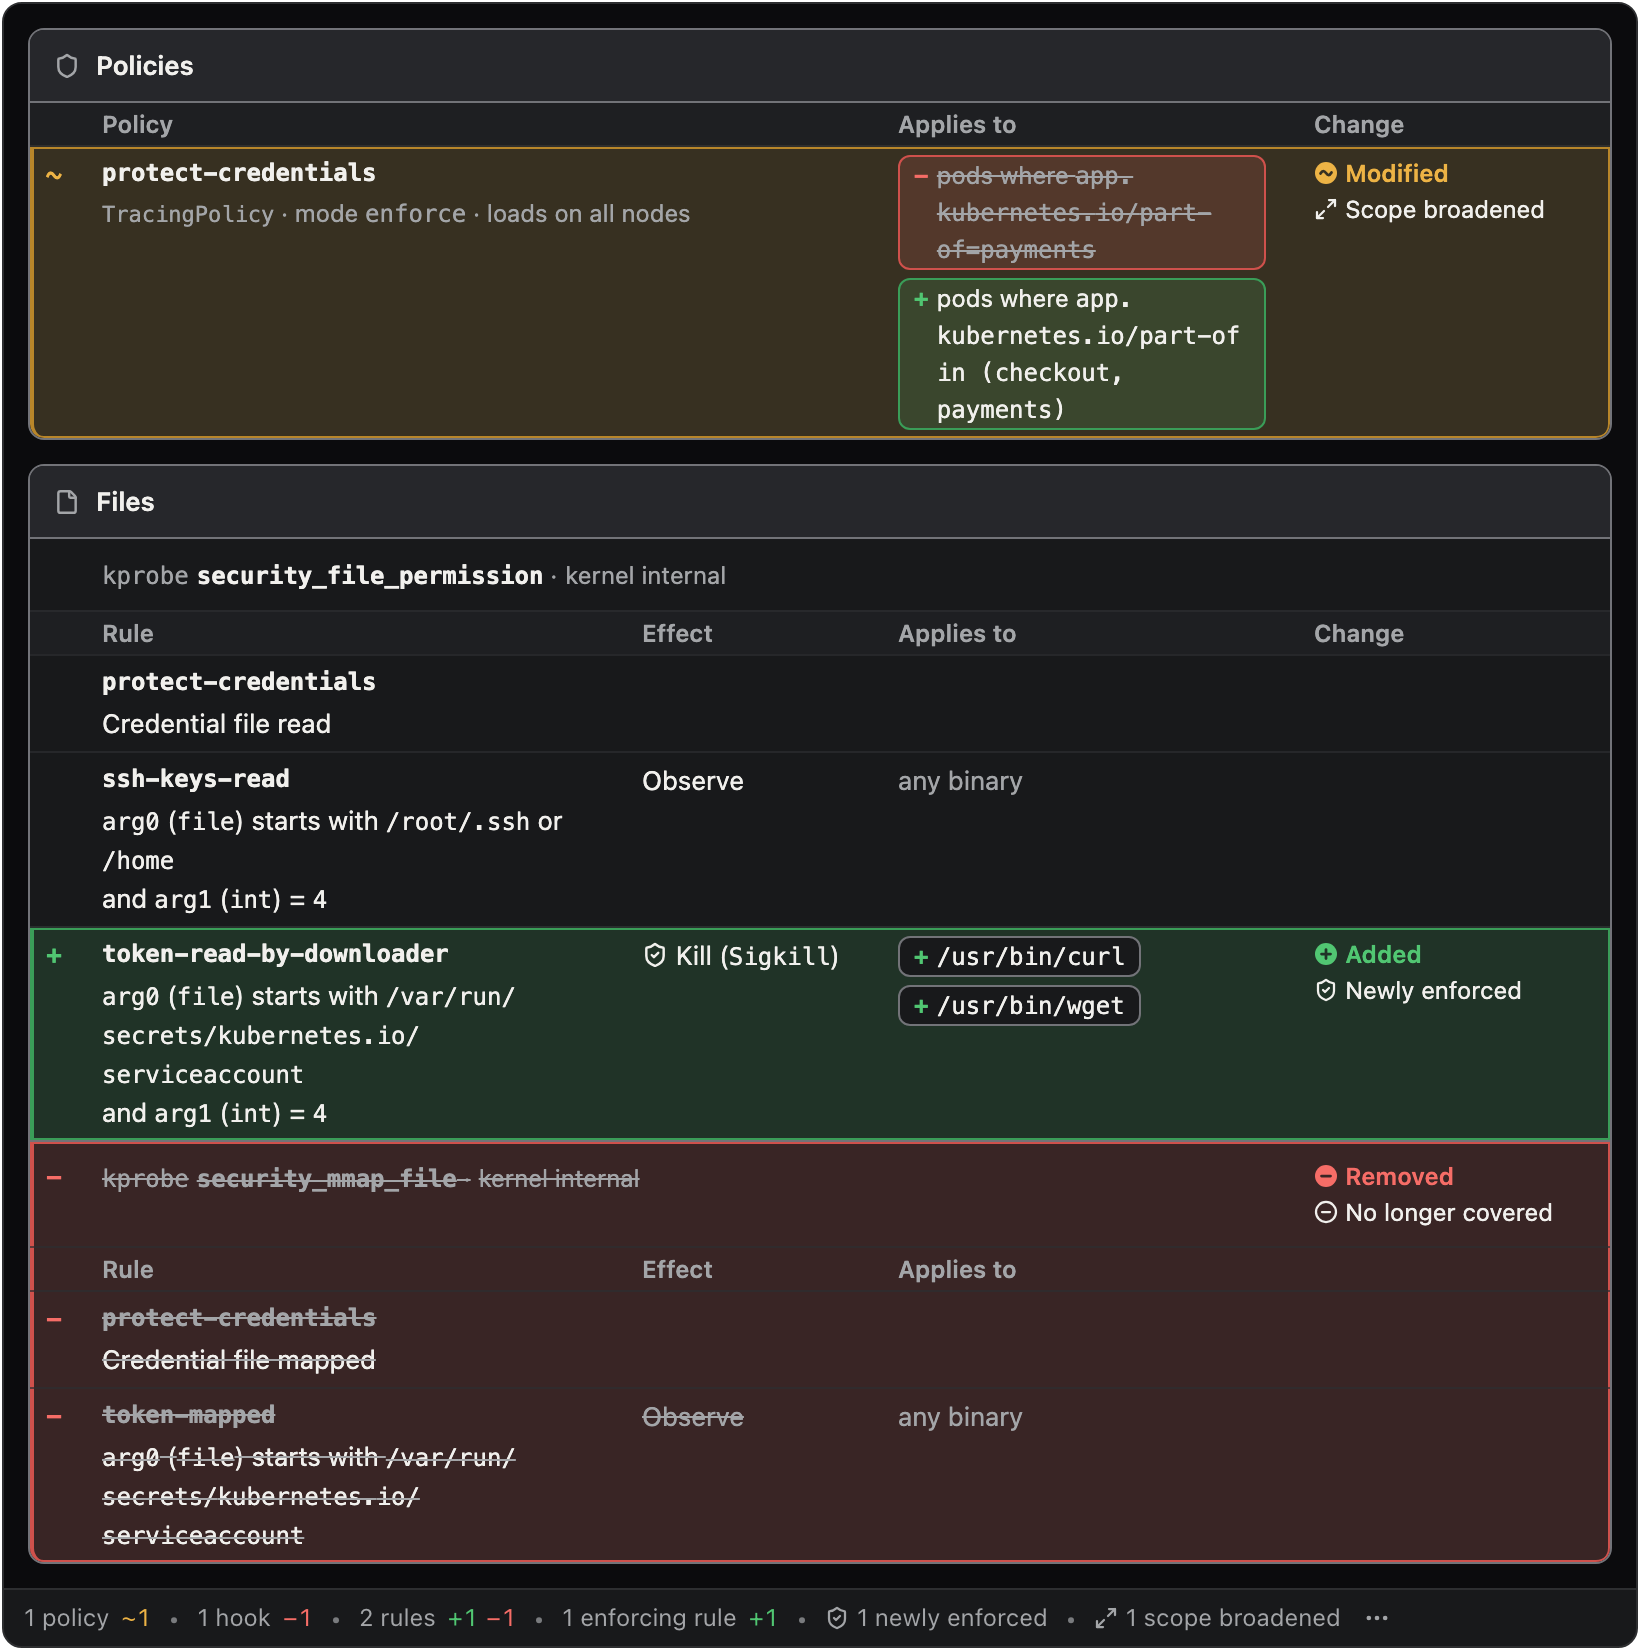 Policies
Policy Applies to Change
~ protect-credentials
TracingPolicy · mode enforce · loads on all nodes
− pods where app.
kubernetes.io/part-
of=payments
+ pods where app.
kubernetes.io/part-of
in (checkout,
payments)
Modified
Scope broadened
Files
kprobe security_file_permission · kernel internal
Rule Effect Applies to Change
protect-credentials
Credential file read
ssh-keys-read Observe any binary
arg0 (file) starts with /root/.ssh or
/home
and arg1 (int) = 4
+ token-read-by-downloader Kill (Sigkill) + /usr/bin/curl Added
+ /usr/bin/wget Newly enforced
arg0 (file) starts with /var/run/
secrets/kubernetes.io/
serviceaccount
and arg1 (int) = 4
− kprobe security_mmap_file · kernel internal Removed
No longer covered
Rule Effect Applies to
− protect-credentials
Credential file mapped
− token-mapped Observe any binary
arg0 (file) starts with /var/run/
secrets/kubernetes.io/
serviceaccount
1 policy ~1 • 1 hook −1 • 2 rules +1 −1 • 1 enforcing rule +1 • 1 newly enforced • 1 scope broadened ···